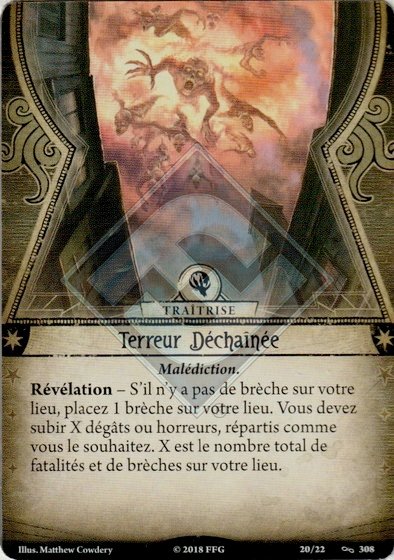 TRAÎTRISE
Terreur Déchaînée
Malédiction.
Révélation – S'il n'y a pas de brèche sur votre
lieu, placez 1 brèche sur votre lieu. Vous devez
subir X dégâts ou horreurs, répartis comme
vous le souhaitez. X est le nombre total de
fatalités et de brèches sur votre lieu.
Illus. Matthew Cowdery © 2018 FFG 20/22 308